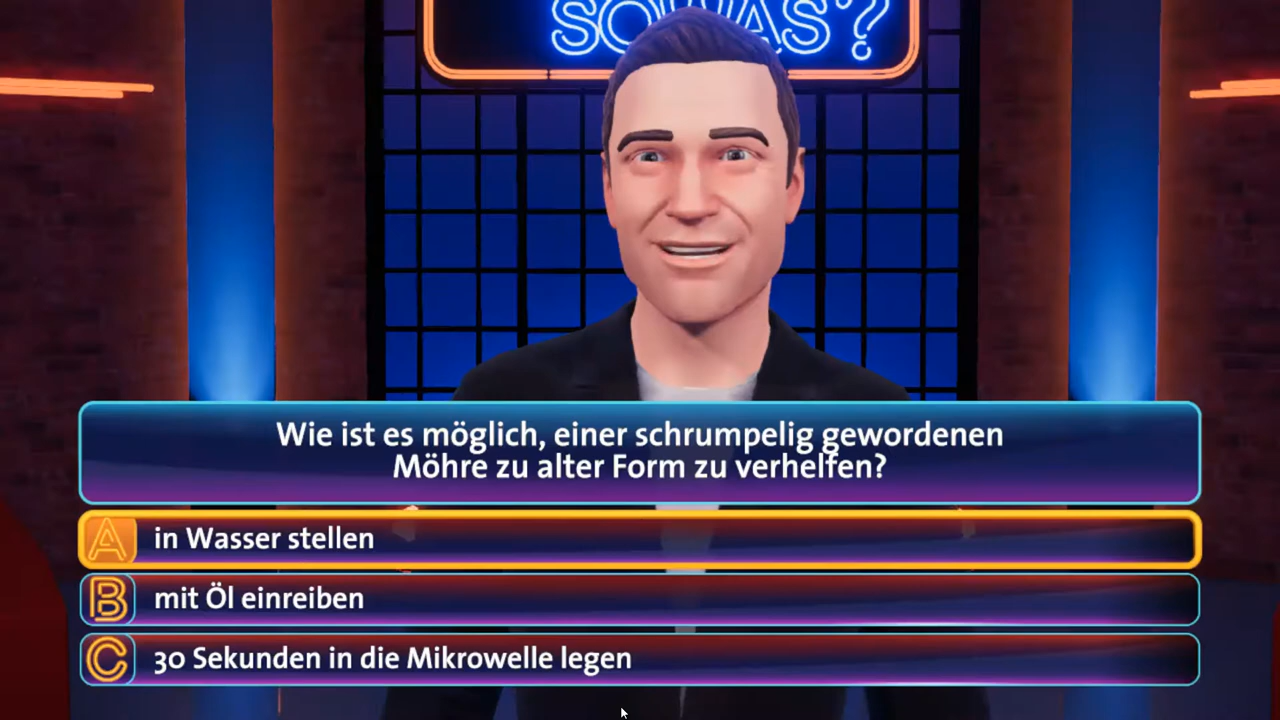 SOWAS?
Wie ist es möglich, einer schrumpelig gewordenen
Möhre zu alter Form zu verhelfen?
A in Wasser stellen
B mit Öl einreiben
C 30 Sekunden in die Mikrowelle legen